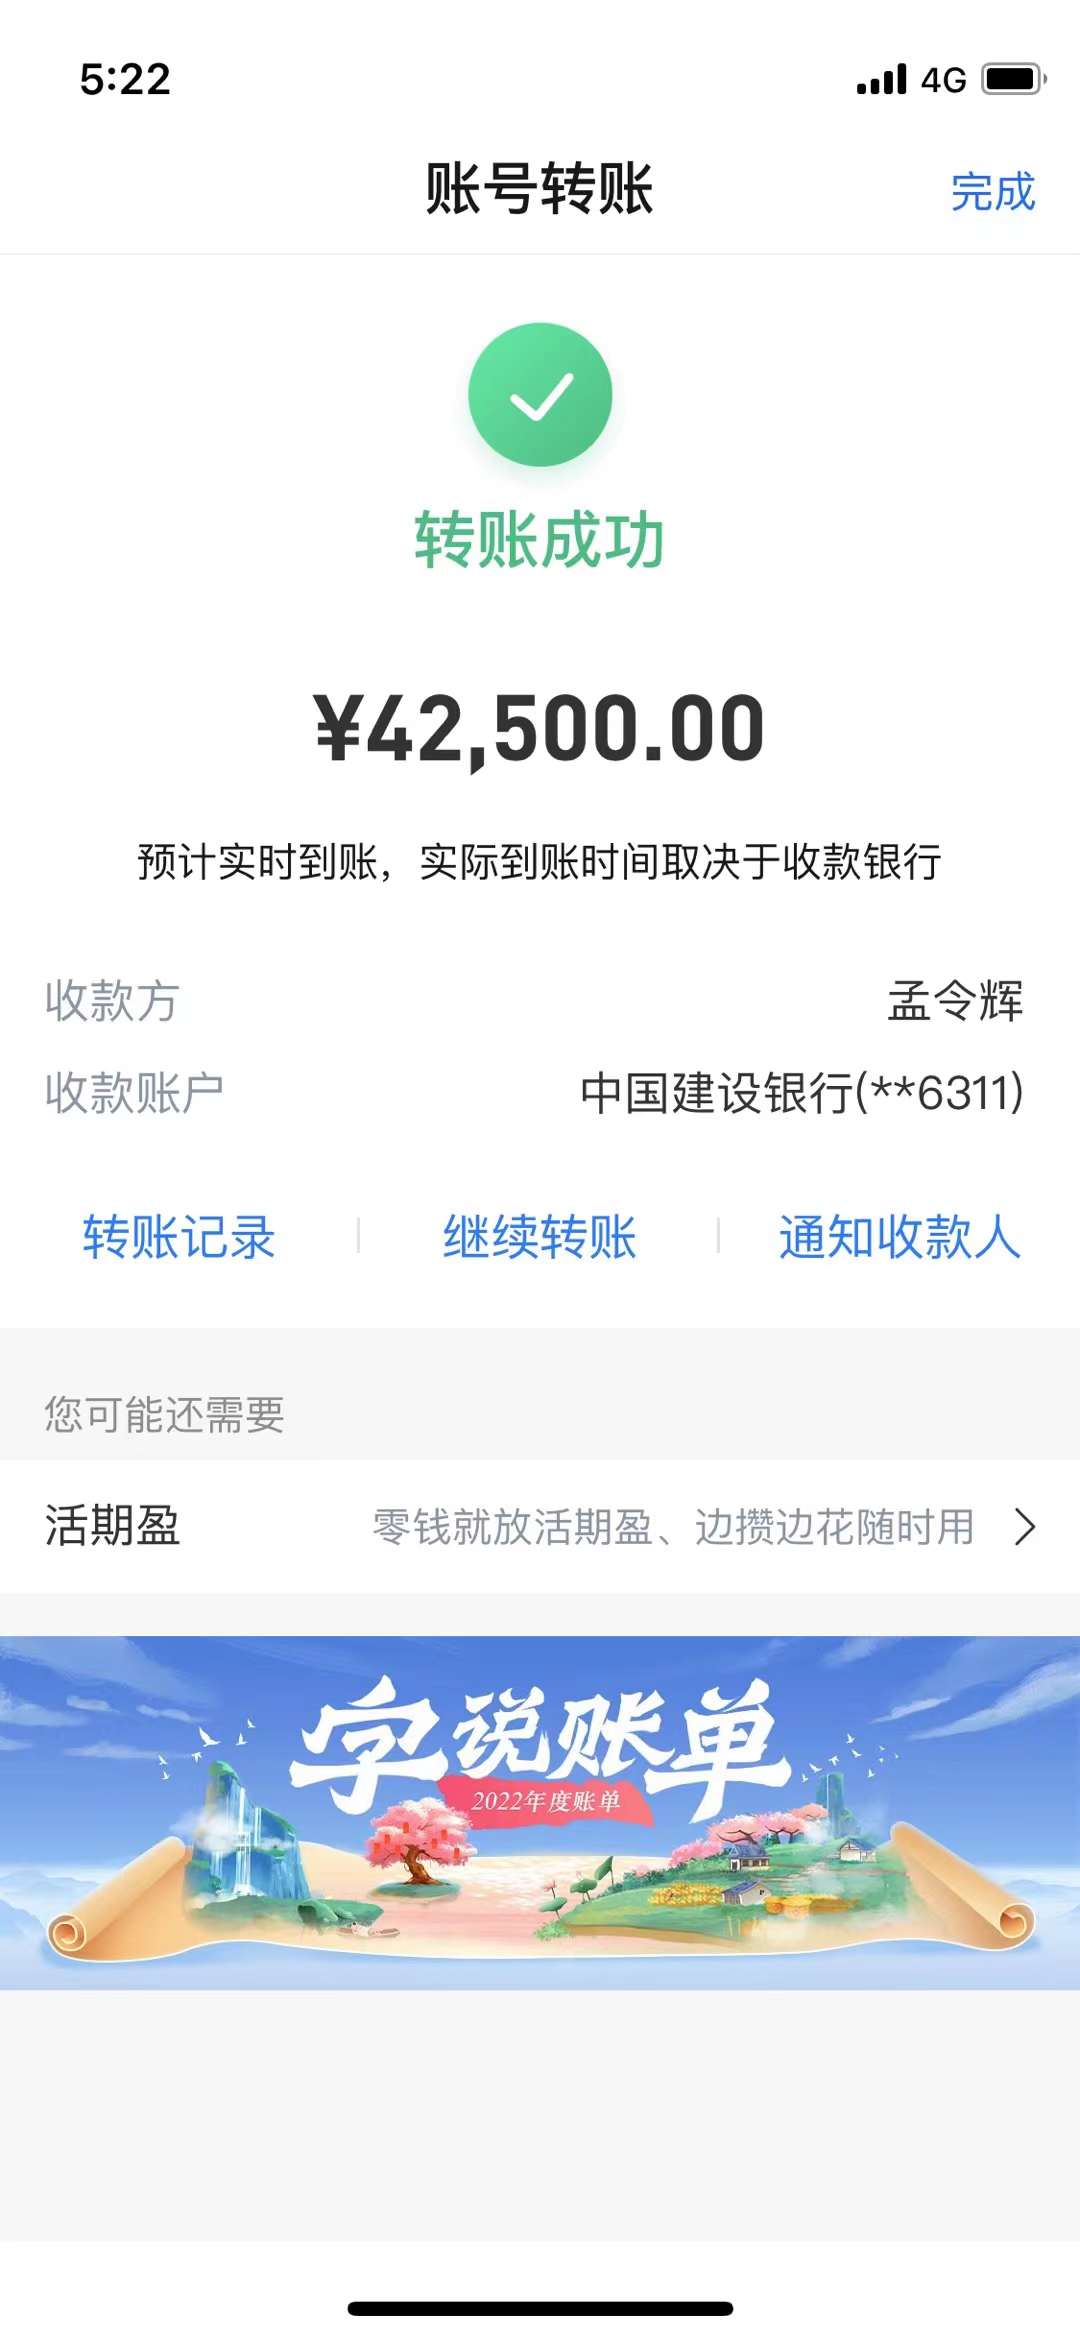 5:22
4G
账号转账
完成
转账成功
¥42,500.00
预计实时到账，实际到账时间取决于收款银行
收款方 孟令辉
收款账户 中国建设银行(**6311)
转账记录 继续转账 通知收款人
您可能还需要
活期盈 零钱就放活期盈、边攒边花随时用
字说账单
2022年度账单